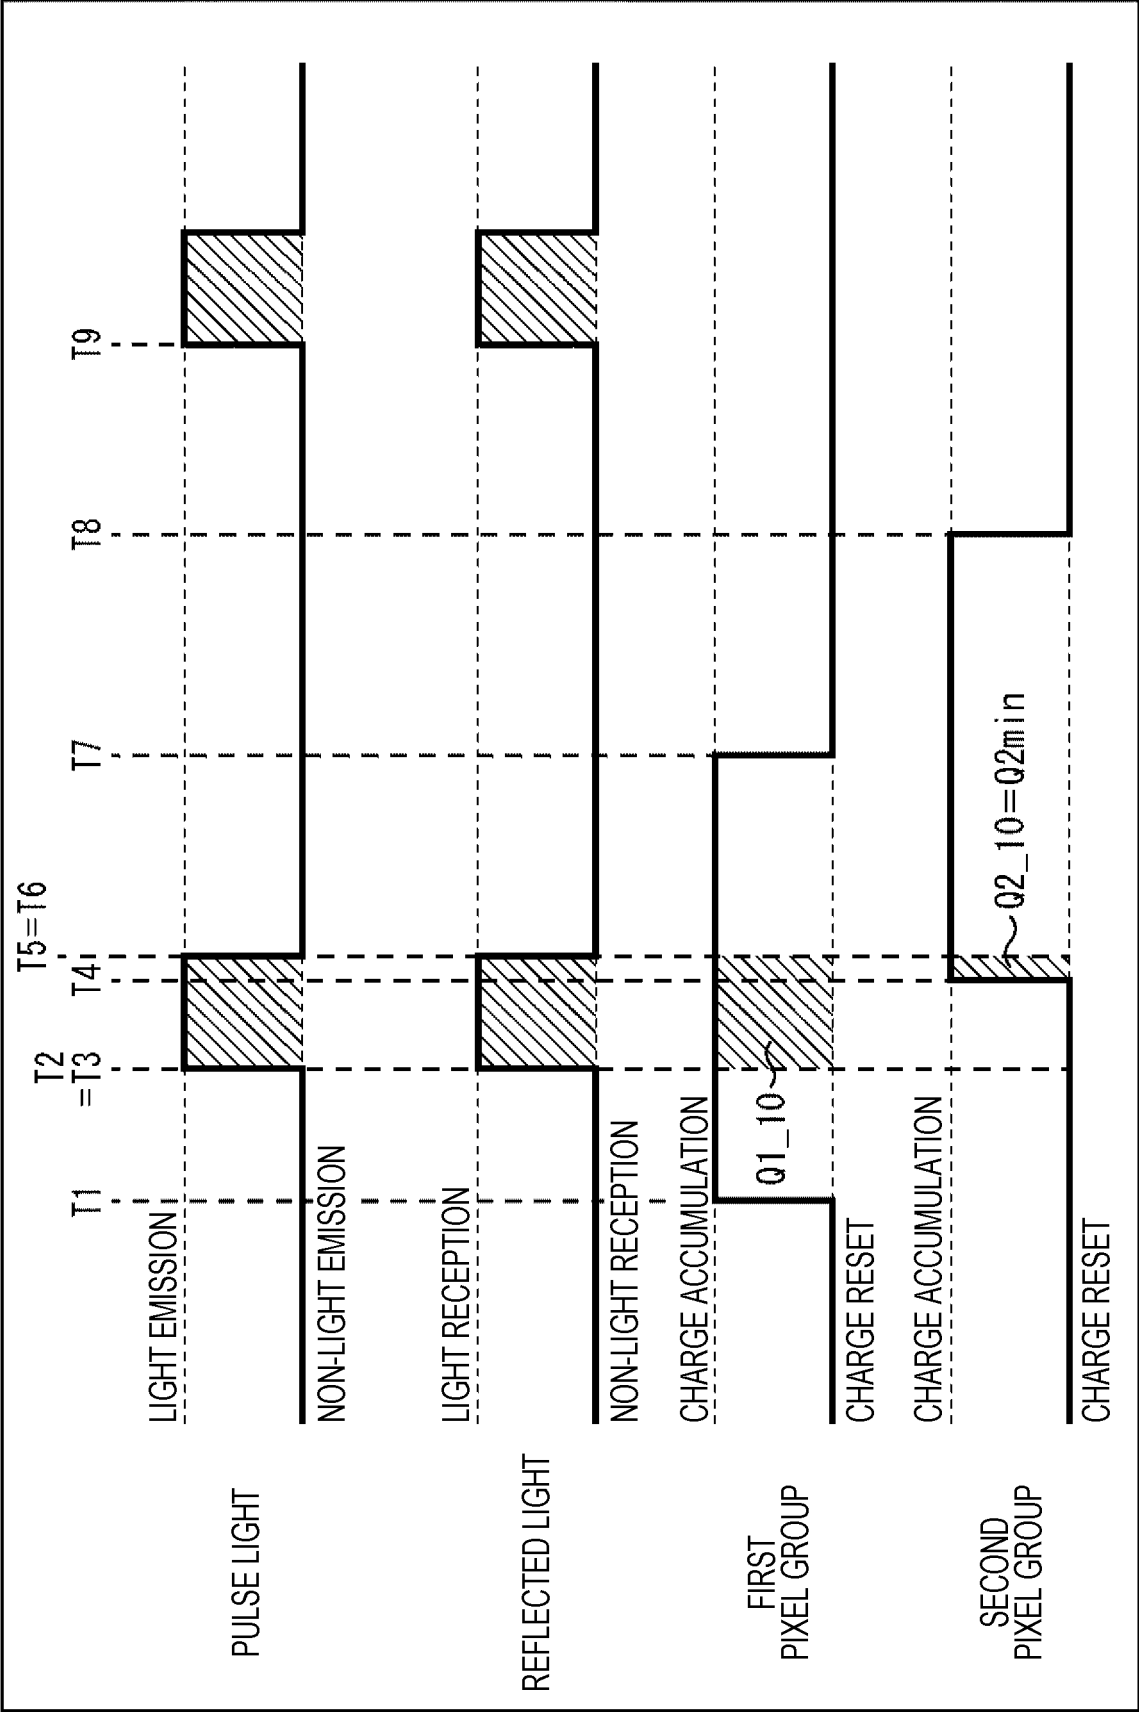 T5=T6
T2
=T3
T1
T4
T7
T8
T9
LIGHT EMISSION
PULSE LIGHT
NON-LIGHT EMISSION
LIGHT RECEPTION
REFLECTED LIGHT
NON-LIGHT RECEPTION
CHARGE ACCUMULATION
FIRST
PIXEL GROUP
Q1_10
CHARGE RESET
CHARGE ACCUMULATION
SECOND
PIXEL GROUP
Q2_10=Q2min
CHARGE RESET